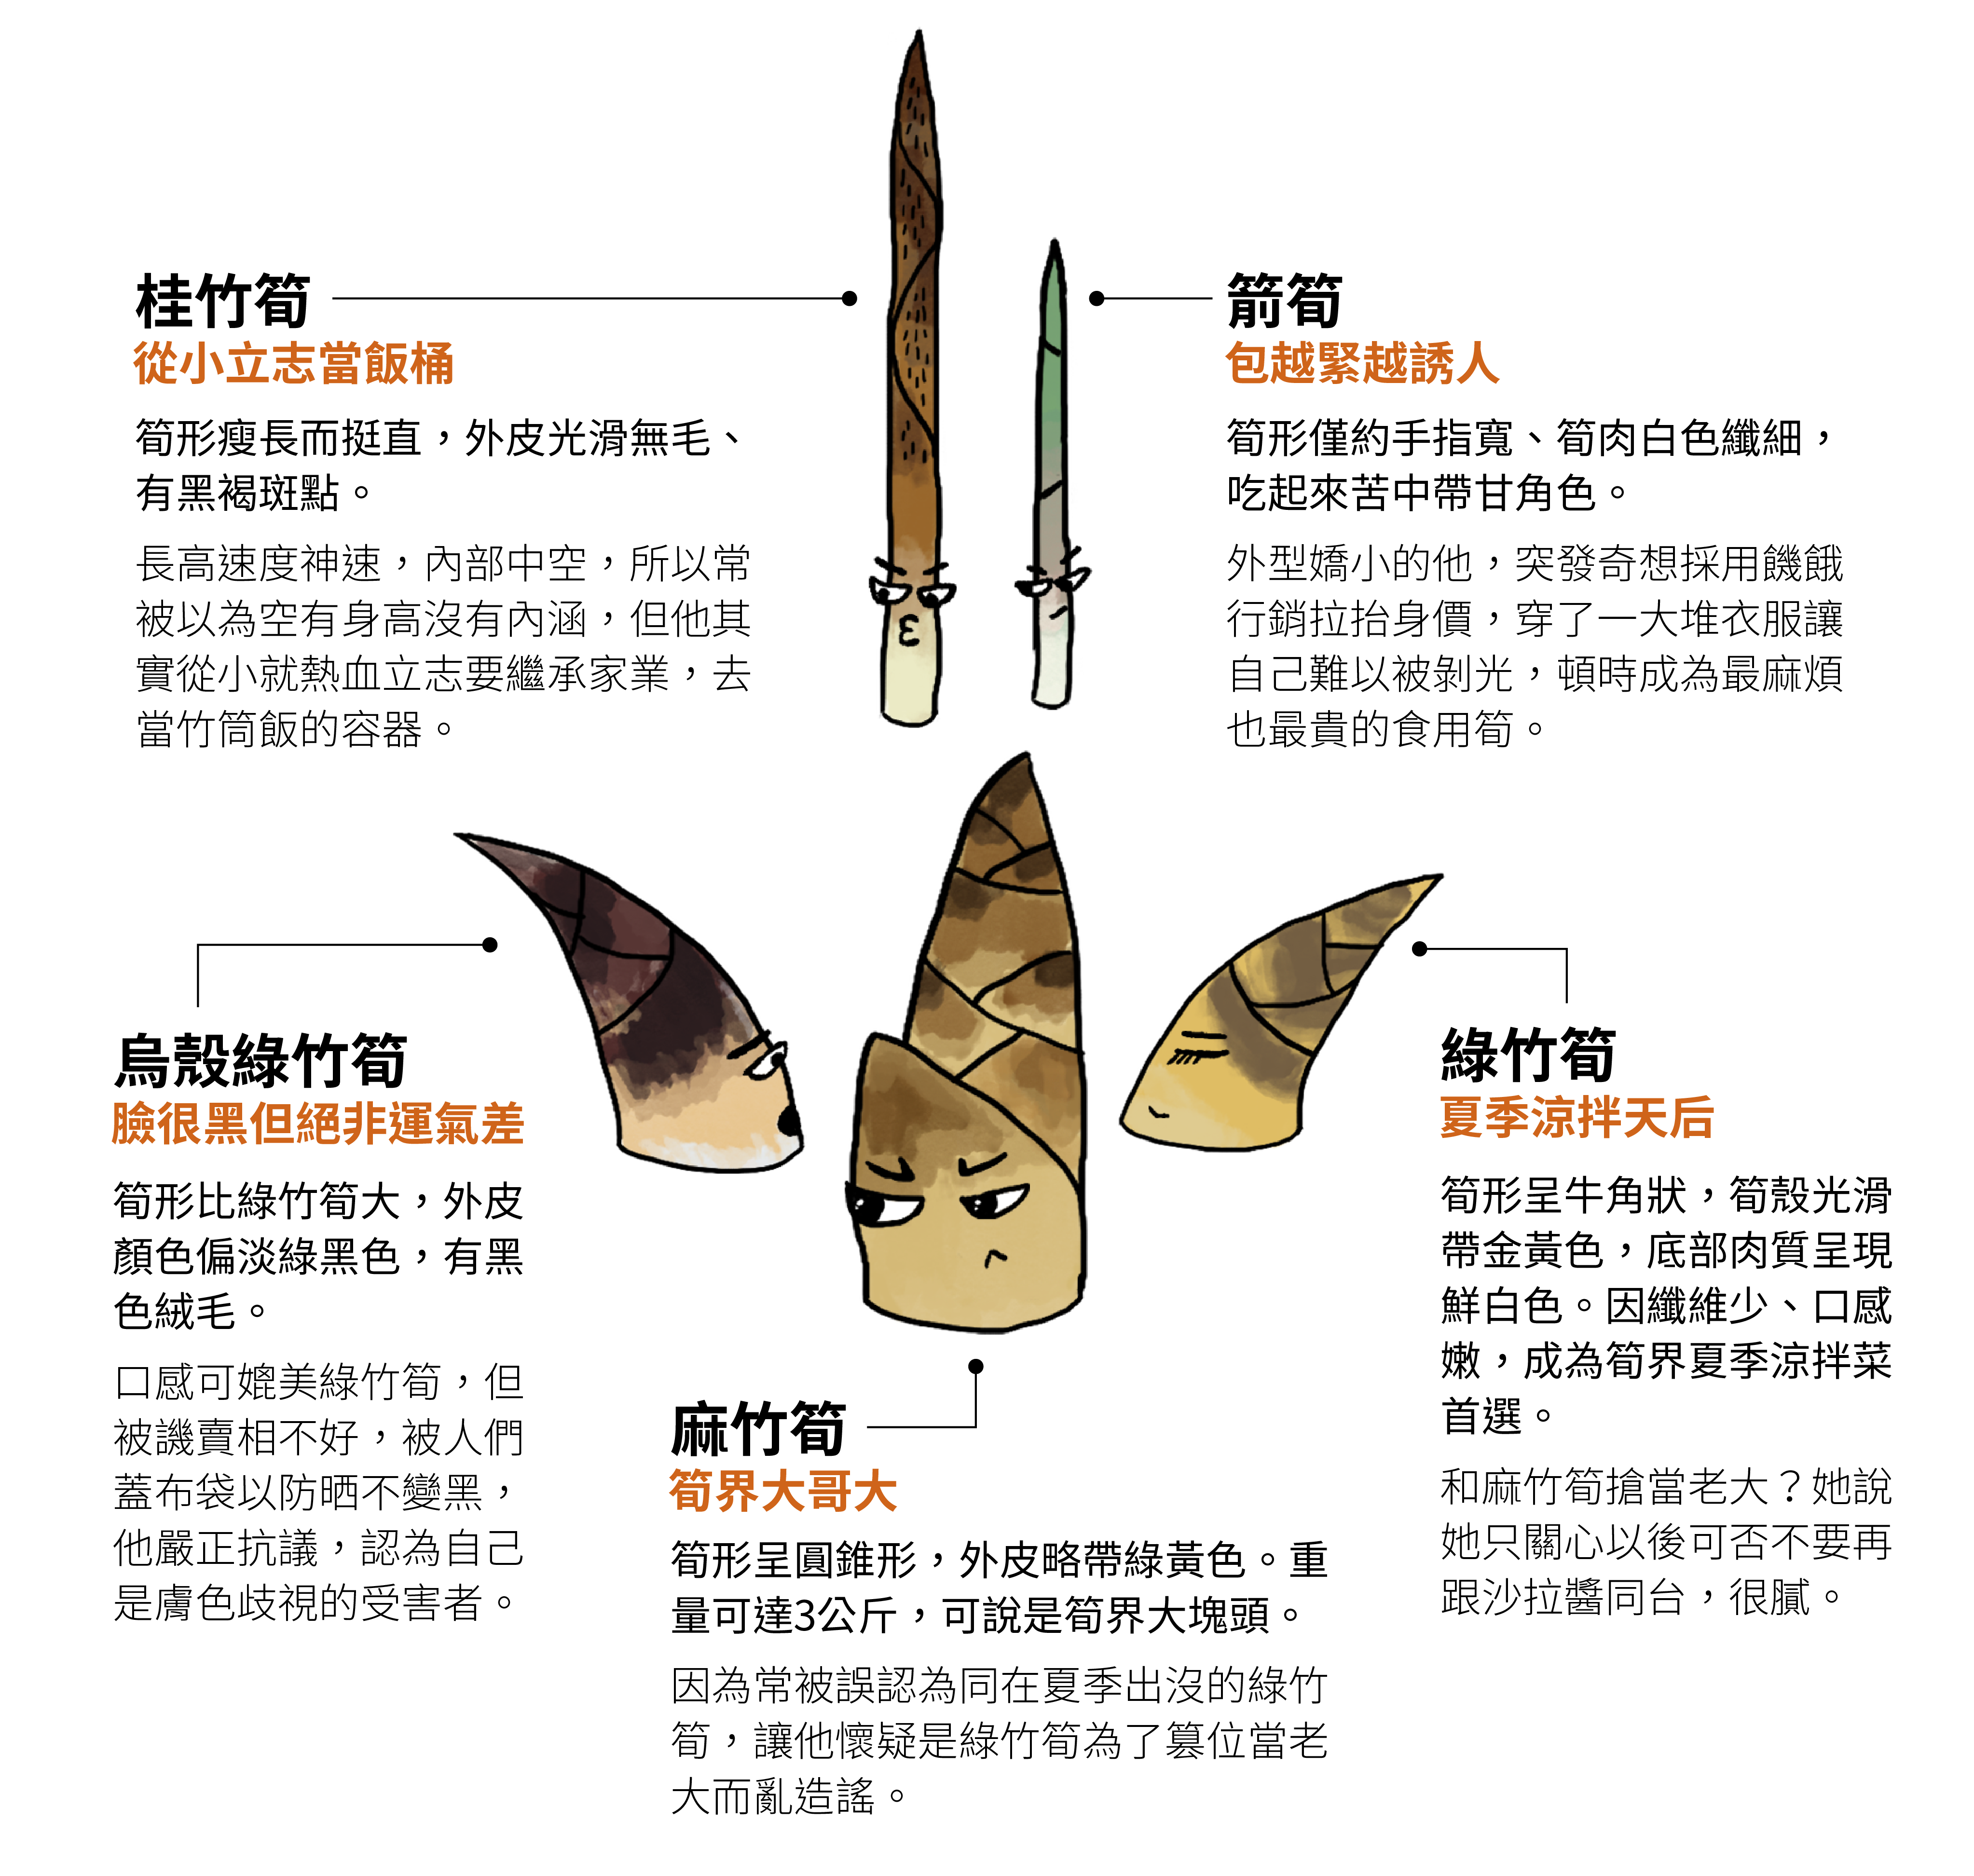 桂竹筍
從小立志當飯桶
筍形瘦長而挺直，外皮光滑無毛、
有黑褐斑點。
長高速度神速，內部中空，所以常
被以為空有身高沒有內涵，但他其
實從小就熱血立志要繼承家業，去
當竹筒飯的容器。
箭筍
包越緊越誘人
筍形僅約手指寬、筍肉白色纖細，
吃起來苦中帶甘角色。
外型嬌小的他，突發奇想採用饑餓
行銷拉抬身價，穿了一大堆衣服讓
自己難以被剝光，頓時成為最麻煩
也最貴的食用筍。
烏殼綠竹筍
臉很黑但絕非運氣差
筍形比綠竹筍大，外皮
顏色偏淡綠黑色，有黑
色絨毛。
口感可媲美綠竹筍，但
被譏賣相不好，被人們
蓋布袋以防晒不變黑，
他嚴正抗議，認為自己
是膚色歧視的受害者。
麻竹筍
筍界大哥大
筍形呈圓錐形，外皮略帶綠黃色。重
量可達3公斤，可說是筍界大塊頭。
因為常被誤認為同在夏季出沒的綠竹
筍，讓他懷疑是綠竹筍為了篡位當老
大而亂造謠。
綠竹筍
夏季涼拌天后
筍形呈牛角狀，筍殼光滑
帶金黃色，底部肉質呈現
鮮白色。因纖維少、口感
嫩，成為筍界夏季涼拌菜
首選。
和麻竹筍搶當老大？她說
她只關心以後可否不要再
跟沙拉醬同台，很膩。